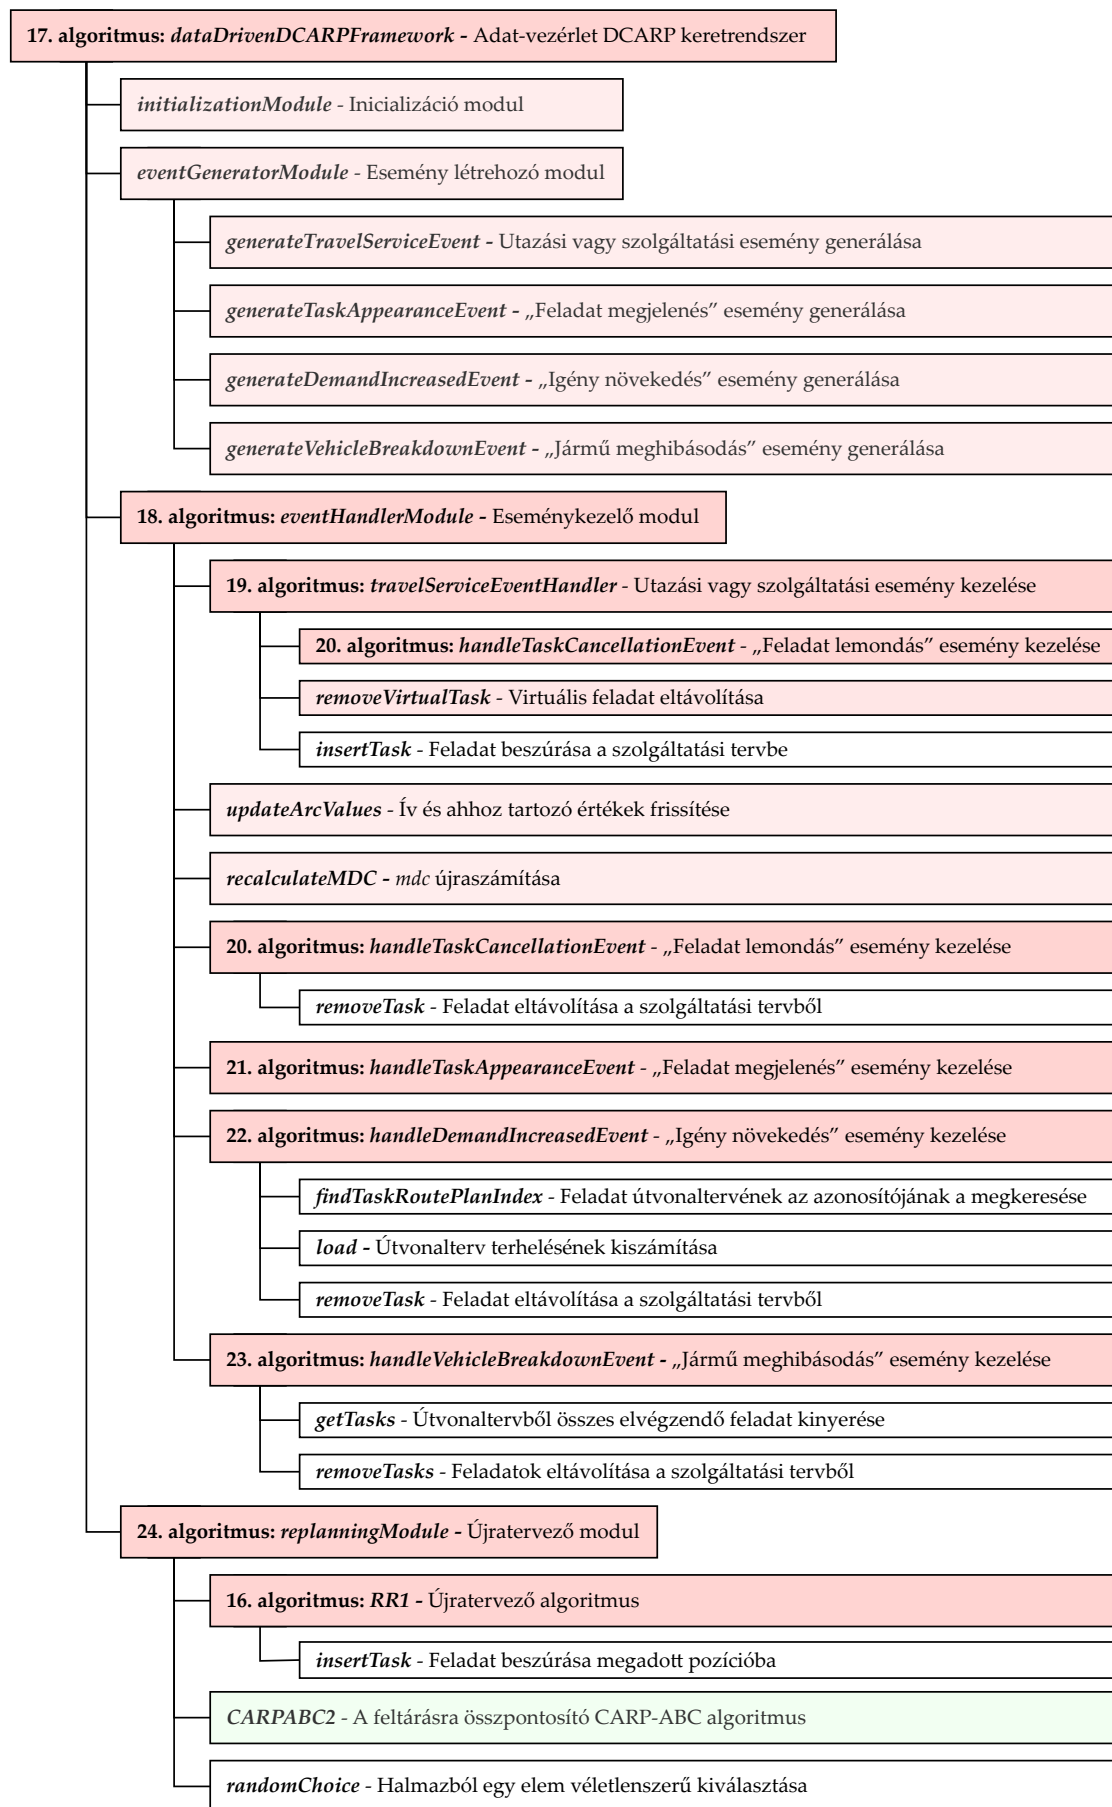 17. algoritmus: dataDrivenDCARPFramework - Adat-vezérlet DCARP keretrendszer
initializationModule - Inicializáció modul
eventGeneratorModule - Esemény létrehozó modul
generateTravelServiceEvent - Utazási vagy szolgáltatási esemény generálása
generateTaskAppearanceEvent - „Feladat megjelenés” esemény generálása
generateDemandIncreasedEvent - „Igény növekedés” esemény generálása
generateVehicleBreakdownEvent - „Jármű meghibásodás” esemény generálása
18. algoritmus: eventHandlerModule - Eseménykezelő modul
19. algoritmus: travelServiceEventHandler - Utazási vagy szolgáltatási esemény kezelése
20. algoritmus: handleTaskCancellationEvent - „Feladat lemondás” esemény kezelése
removeVirtualTask - Virtuális feladat eltávolítása
insertTask - Feladat beszúrása a szolgáltatási tervbe
updateArcValues - Ív és ahhoz tartozó értékek frissítése
recalculateMDC - mdc újraszámítása
20. algoritmus: handleTaskCancellationEvent - „Feladat lemondás” esemény kezelése
removeTask - Feladat eltávolítása a szolgáltatási tervből
21. algoritmus: handleTaskAppearanceEvent - „Feladat megjelenés” esemény kezelése
22. algoritmus: handleDemandIncreasedEvent - „Igény növekedés” esemény kezelése
findTaskRoutePlanIndex - Feladat útvonaltervének az azonosítójának a megkeresése
load - Útvonalterv terhelésének kiszámítása
removeTask - Feladat eltávolítása a szolgáltatási tervből
23. algoritmus: handleVehicleBreakdownEvent - „Jármű meghibásodás” esemény kezelése
getTasks - Útvonaltervből összes elvégzendő feladat kinyerése
removeTasks - Feladatok eltávolítása a szolgáltatási tervből
24. algoritmus: replanningModule - Újratervező modul
16. algoritmus: RR1 - Újratervező algoritmus
insertTask - Feladat beszúrása megadott pozícióba
CARPABC2 - A feltárásra összpontosító CARP-ABC algoritmus
randomChoice - Halmazból egy elem véletlenszerű kiválasztása